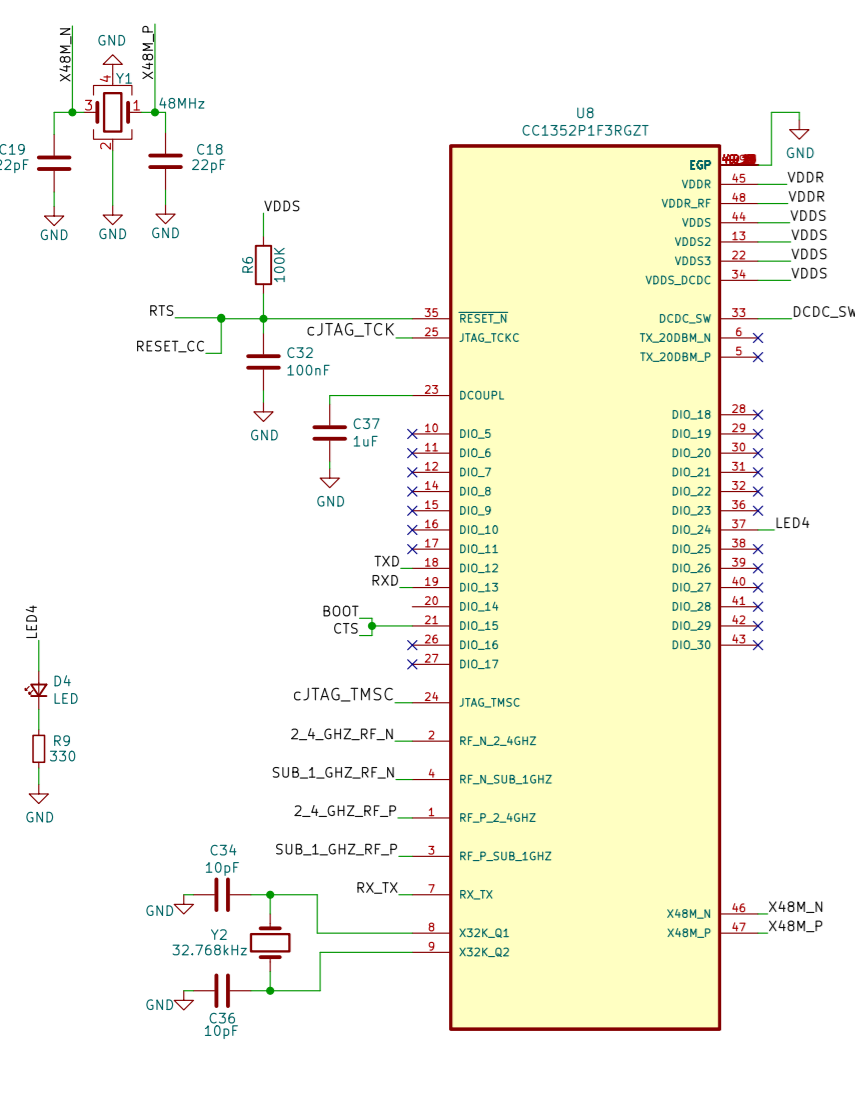 X48M_N
X48M_P
GND
4
Y1
3
1
48MHz
2
C19
22pF
C18
22pF
GND
GND
GND
VDDS
R6
100K
RTS
RESET_CC
cJTAG_TCK
C32
100nF
GND
C37
1uF
GND
TXD
RXD
BOOT
CTS
cJTAG_TMSC
2_4_GHZ_RF_N
SUB_1_GHZ_RF_N
2_4_GHZ_RF_P
SUB_1_GHZ_RF_P
RX_TX
LED4
D4
LED
R9
330
GND
C34
10pF
GND
Y2
32.768kHz
GND
C36
10pF
U8
CC1352P1F3RGZT
35 RESET_N
25 JTAG_TCKC
23 DCOUPL
10 DIO_5
11 DIO_6
12 DIO_7
14 DIO_8
15 DIO_9
16 DIO_10
17 DIO_11
18 DIO_12
19 DIO_13
20 DIO_14
21 DIO_15
26 DIO_16
27 DIO_17
24 JTAG_TMSC
2 RF_N_2_4GHZ
4 RF_N_SUB_1GHZ
1 RF_P_2_4GHZ
3 RF_P_SUB_1GHZ
7 RX_TX
8 X32K_Q1
9 X32K_Q2
EGP
GND
VDDR 45 VDDR
VDDR_RF 48 VDDR
VDDS 44 VDDS
VDDS2 13 VDDS
VDDS3 22 VDDS
VDDS_DCDC 34 VDDS
DCDC_SW 33 DCDC_SW
TX_20DBM_N 6
TX_20DBM_P 5
DIO_18 28
DIO_19 29
DIO_20 30
DIO_21 31
DIO_22 32
DIO_23 36
DIO_24 37 LED4
DIO_25 38
DIO_26 39
DIO_27 40
DIO_28 41
DIO_29 42
DIO_30 43
X48M_N 46 X48M_N
X48M_P 47 X48M_P